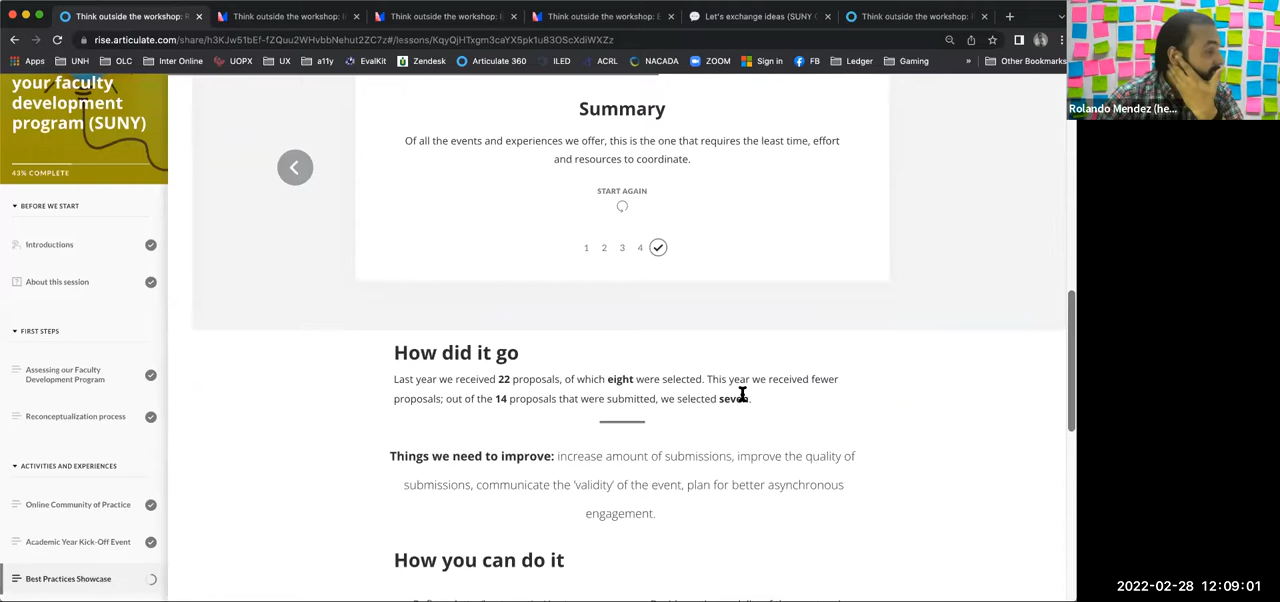 Think outside the workshop: R
Think outside the workshop: I
Think outside the workshop: I
Think outside the workshop: E
Let's exchange ideas (SUNY
Think outside the workshop:
rise.articulate.com/share/h3KJw51bEf-fZQuu2WHvbbNehut2ZC7z#/lessons/KqyQjHTxgm3caYX5pk1u83OScXdiWXZz
Apps UNH OLC Inter Online UOPX UX a11y EvalKit Zendesk Articulate 360 ILED ACRL NACADA ZOOM Sign in FB Ledger Gaming » Other Bookmarks
Rolando Mendez (he...
your faculty
development
program (SUNY)
43% COMPLETE
BEFORE WE START
Introductions
About this session
FIRST STEPS
Assessing our Faculty
Development Program
Reconceptualization process
ACTIVITIES AND EXPERIENCES
Online Community of Practice
Academic Year Kick-Off Event
Best Practices Showcase
Summary
Of all the events and experiences we offer, this is the one that requires the least time, effort
and resources to coordinate.
START AGAIN
1 2 3 4
How did it go
Last year we received 22 proposals, of which eight were selected. This year we received fewer
proposals; out of the 14 proposals that were submitted, we selected seven.
Things we need to improve: increase amount of submissions, improve the quality of
submissions, communicate the 'validity' of the event, plan for better asynchronous
engagement.
How you can do it
2022-02-28 12:09:01